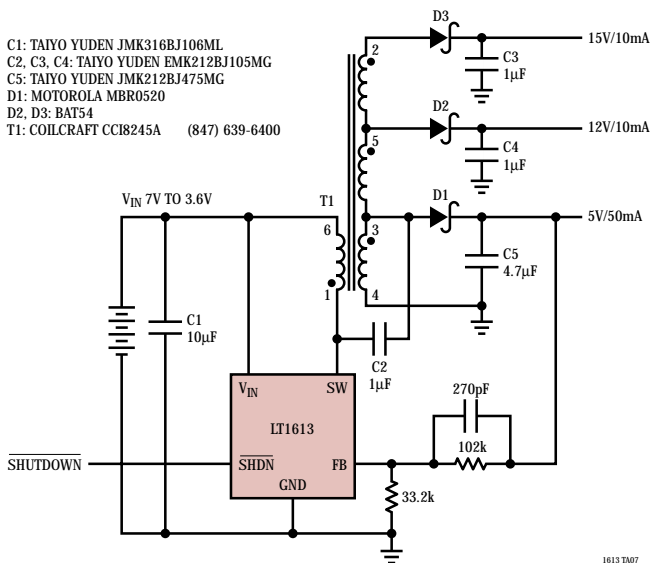 C1: TAIYO YUDEN JMK316BJ106ML
C2, C3, C4: TAIYO YUDEN EMK212BJ105MG
C5: TAIYO YUDEN JMK212BJ475MG
D1: MOTOROLA MBR0520
D2, D3: BAT54
T1: COILCRAFT CCI8245A (847) 639-6400
D3
2
15V/10mA
C3
1µF
D2
5
12V/10mA
C4
1µF
VIN 7V TO 3.6V
T1
D1
5V/50mA
6
3
C5
4.7µF
1
4
C1
10µF
C2
1µF
VIN
SW
270pF
LT1613
102k
SHUTDOWN
SHDN
FB
GND
33.2k
1613 TA07